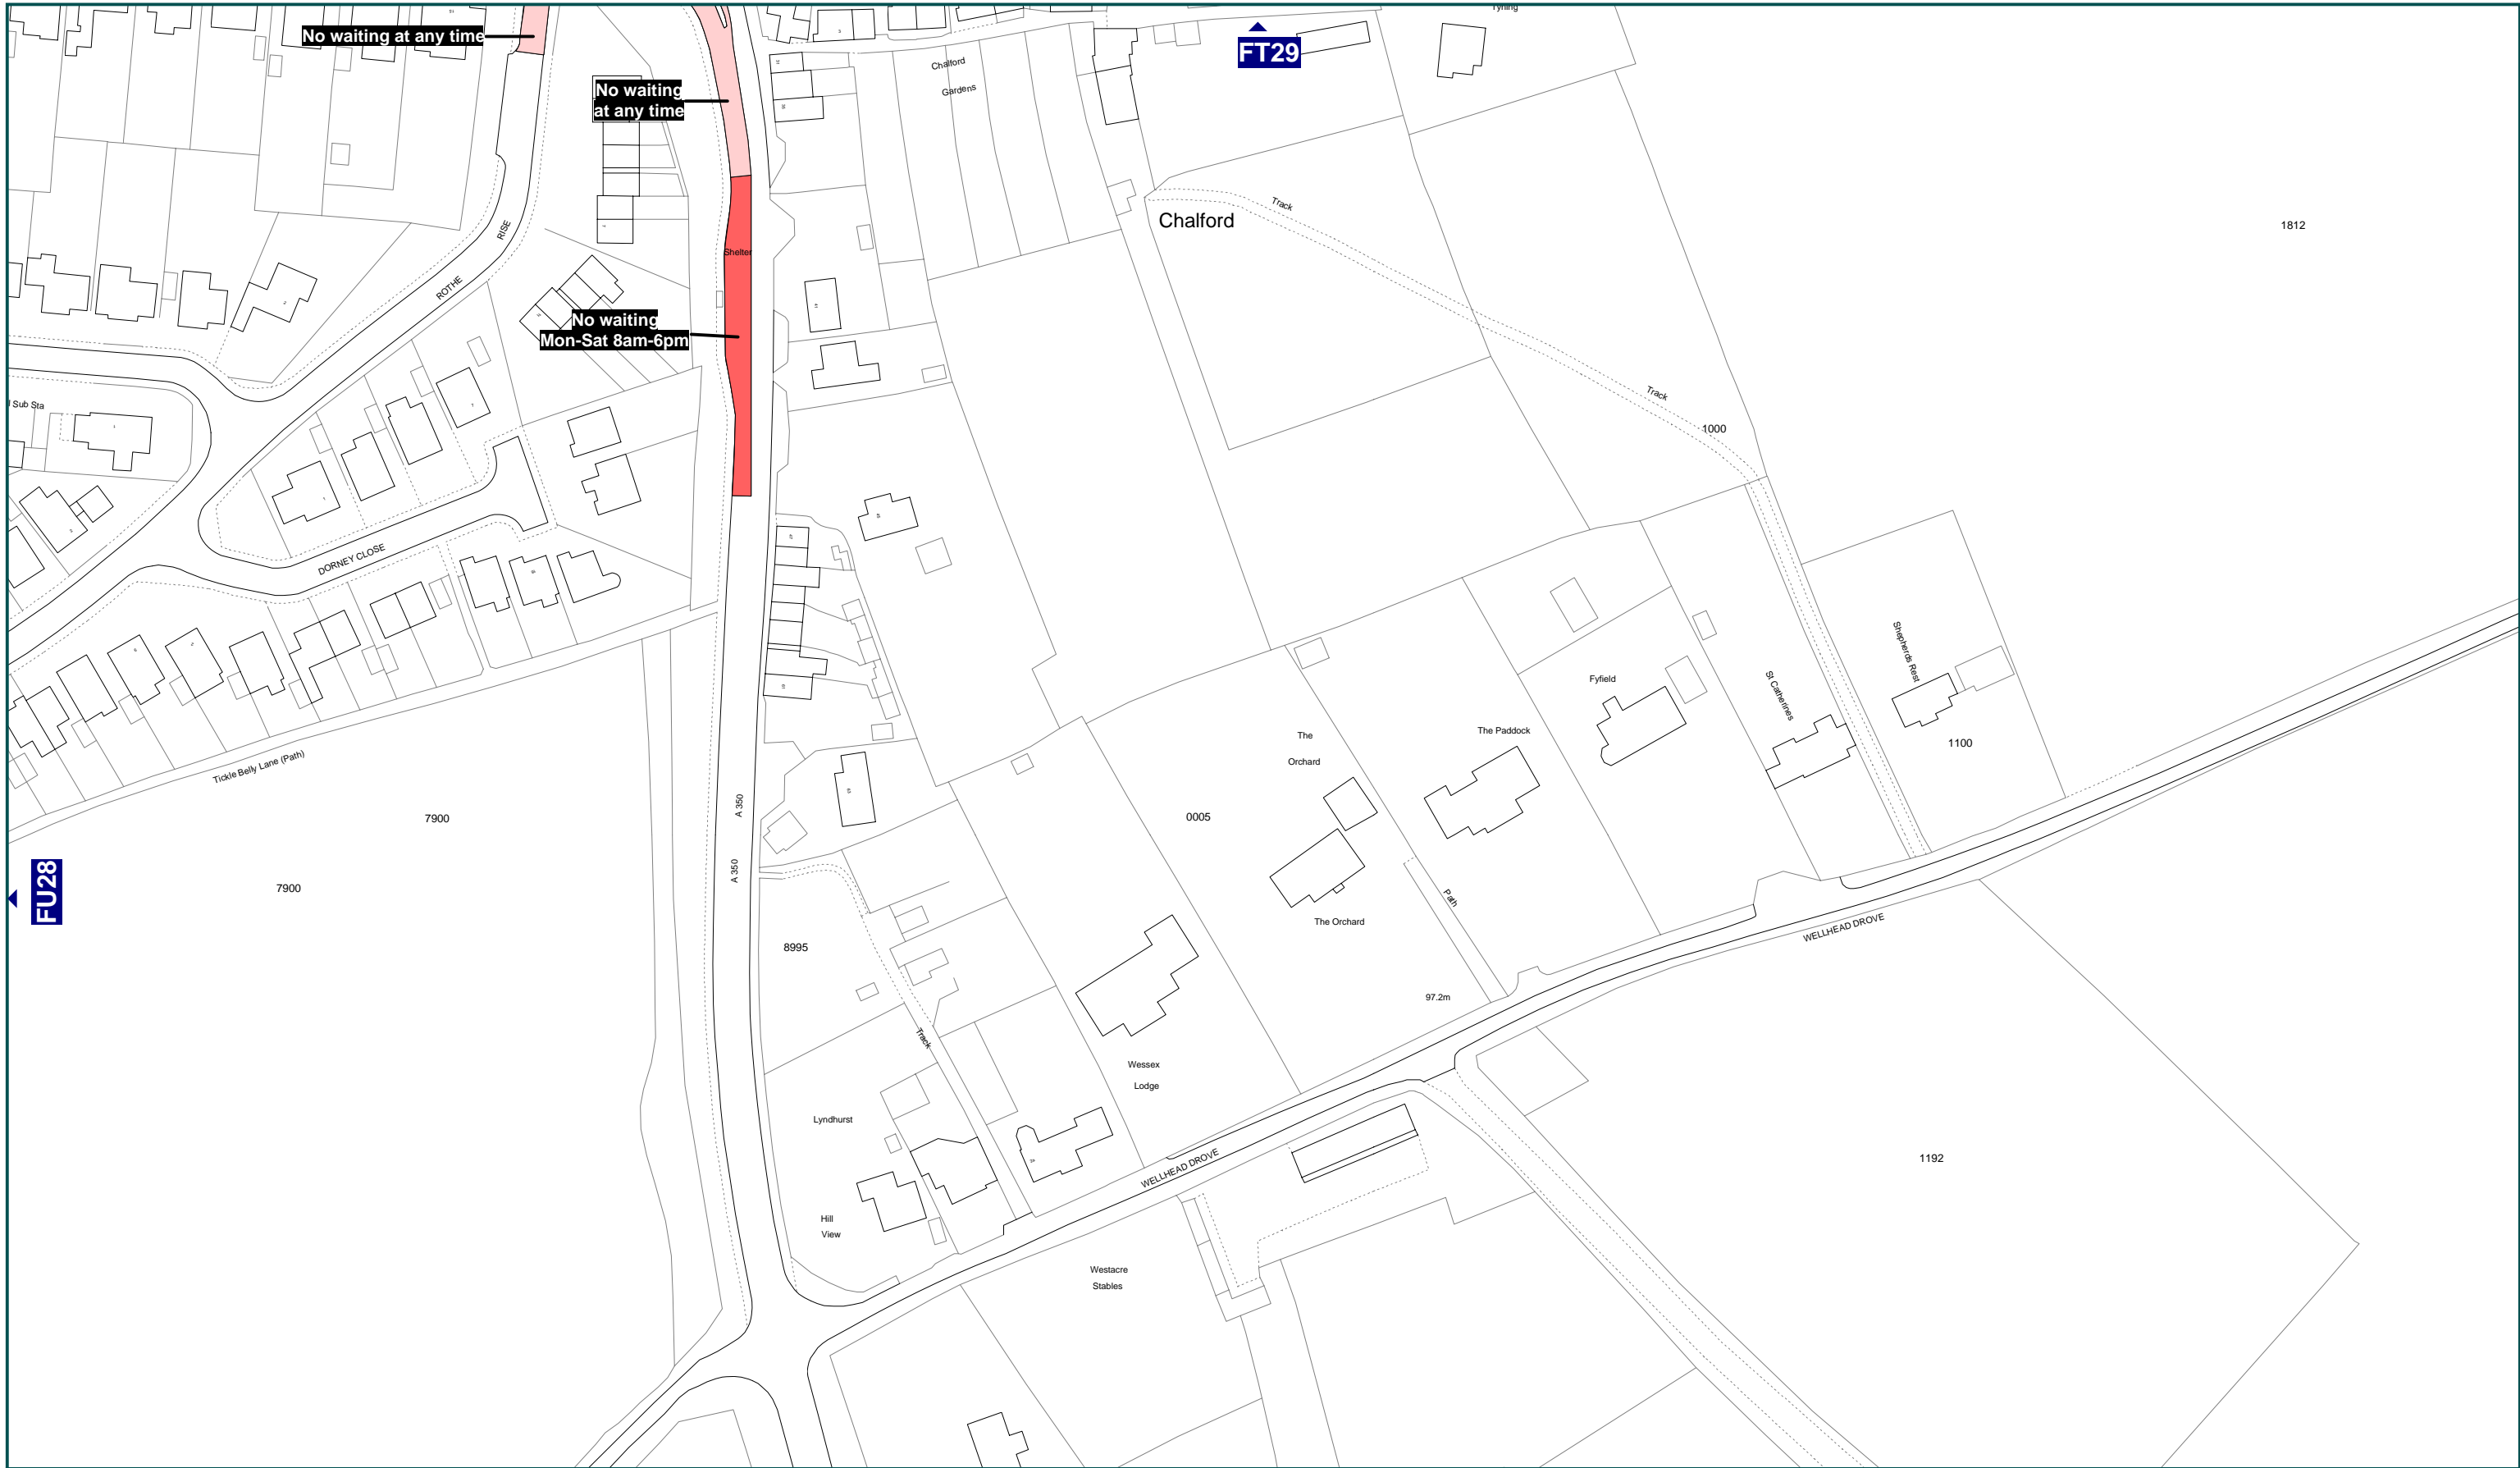 Tyning
No waiting at any time
FT29
Chalford
Gardens
No waiting
at any time
Track
Chalford
1812
RISE
Shelter
ROTHE
No waiting
Mon-Sat 8am-6pm
Track
l Sub Sta
1000
DORNEY CLOSE
Shepherds Rest
St Catherines
Fyfield
The
Orchard
The Paddock
1100
Tickle Belly Lane (Path)
A 350
7900
0005
A 350
7900
FU28
Path
The Orchard
WELLHEAD DROVE
8995
97.2m
Track
Wessex
Lodge
Lyndhurst
WELLHEAD DROVE
1192
Hill
View
Westacre
Stables